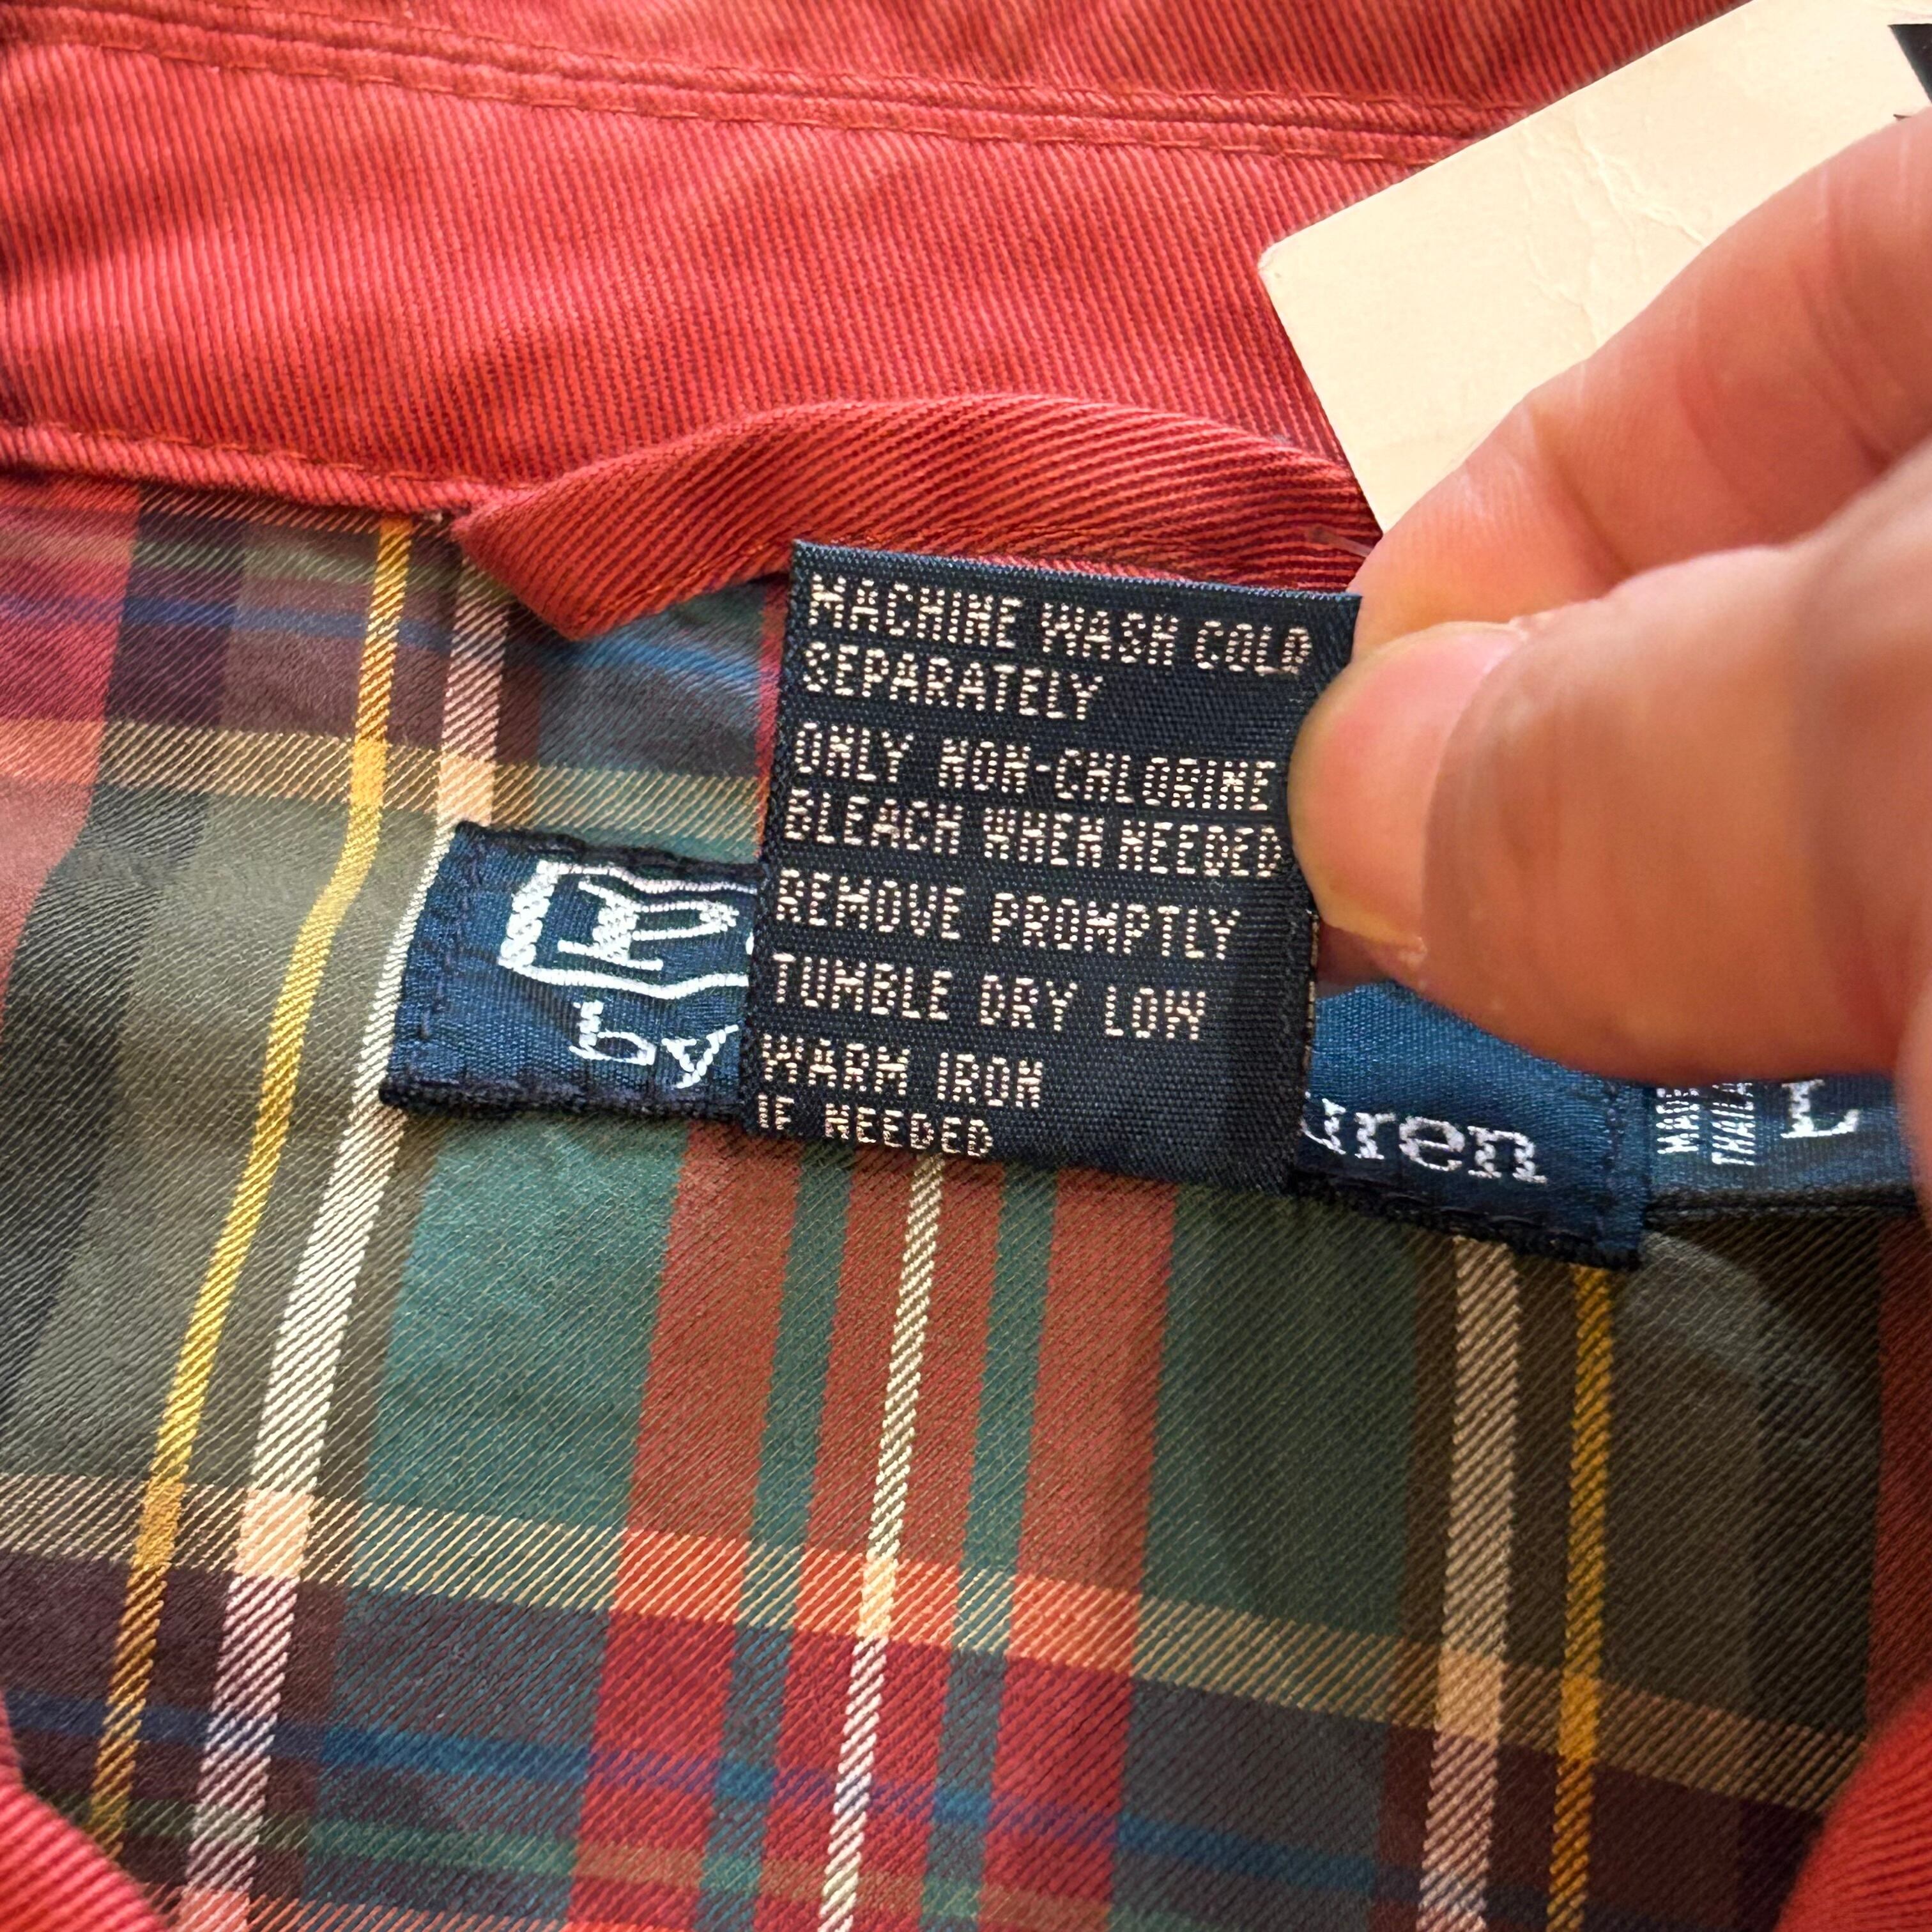 MACHINE WASH COLD
SEPARATELY
ONLY NON-CHLORINE
BLEACH WHEN NEEDED
REMOVE PROMPTLY
TUMBLE DRY LOW
WARM IRON
IF NEEDED
by
uren
L